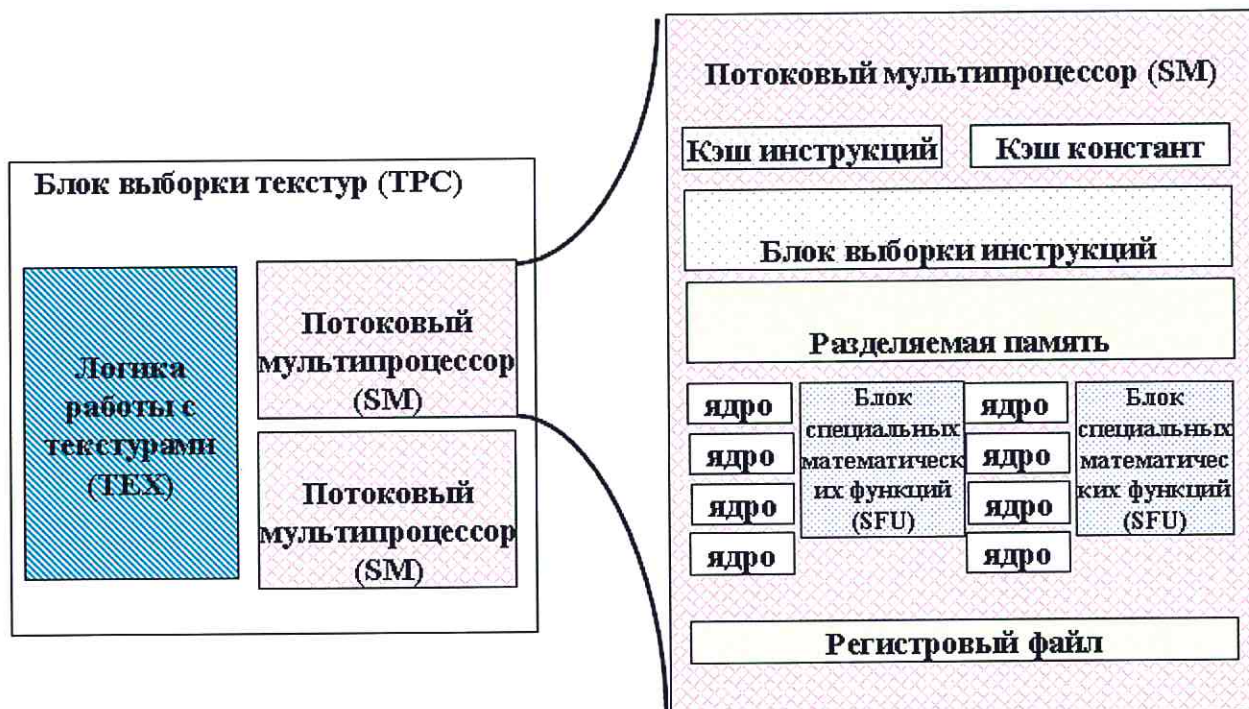 Блок выборки текстур (TPC)
Логика
работы с
текстурами
(TEX)
Потоковый
мультипроцессор
(SM)
Потоковый
мультипроцессор
(SM)
Потоковый мультипроцессор (SM)
Кэш инструкций
Кэш констант
Блок выборки инструкций
Разделяемая память
ядро
ядро
ядро
ядро
Блок
специальных
математическ
их функций
(SFU)
ядро
ядро
ядро
ядро
Блок
специальных
математичес
ких функций
(SFU)
Регистровый файл